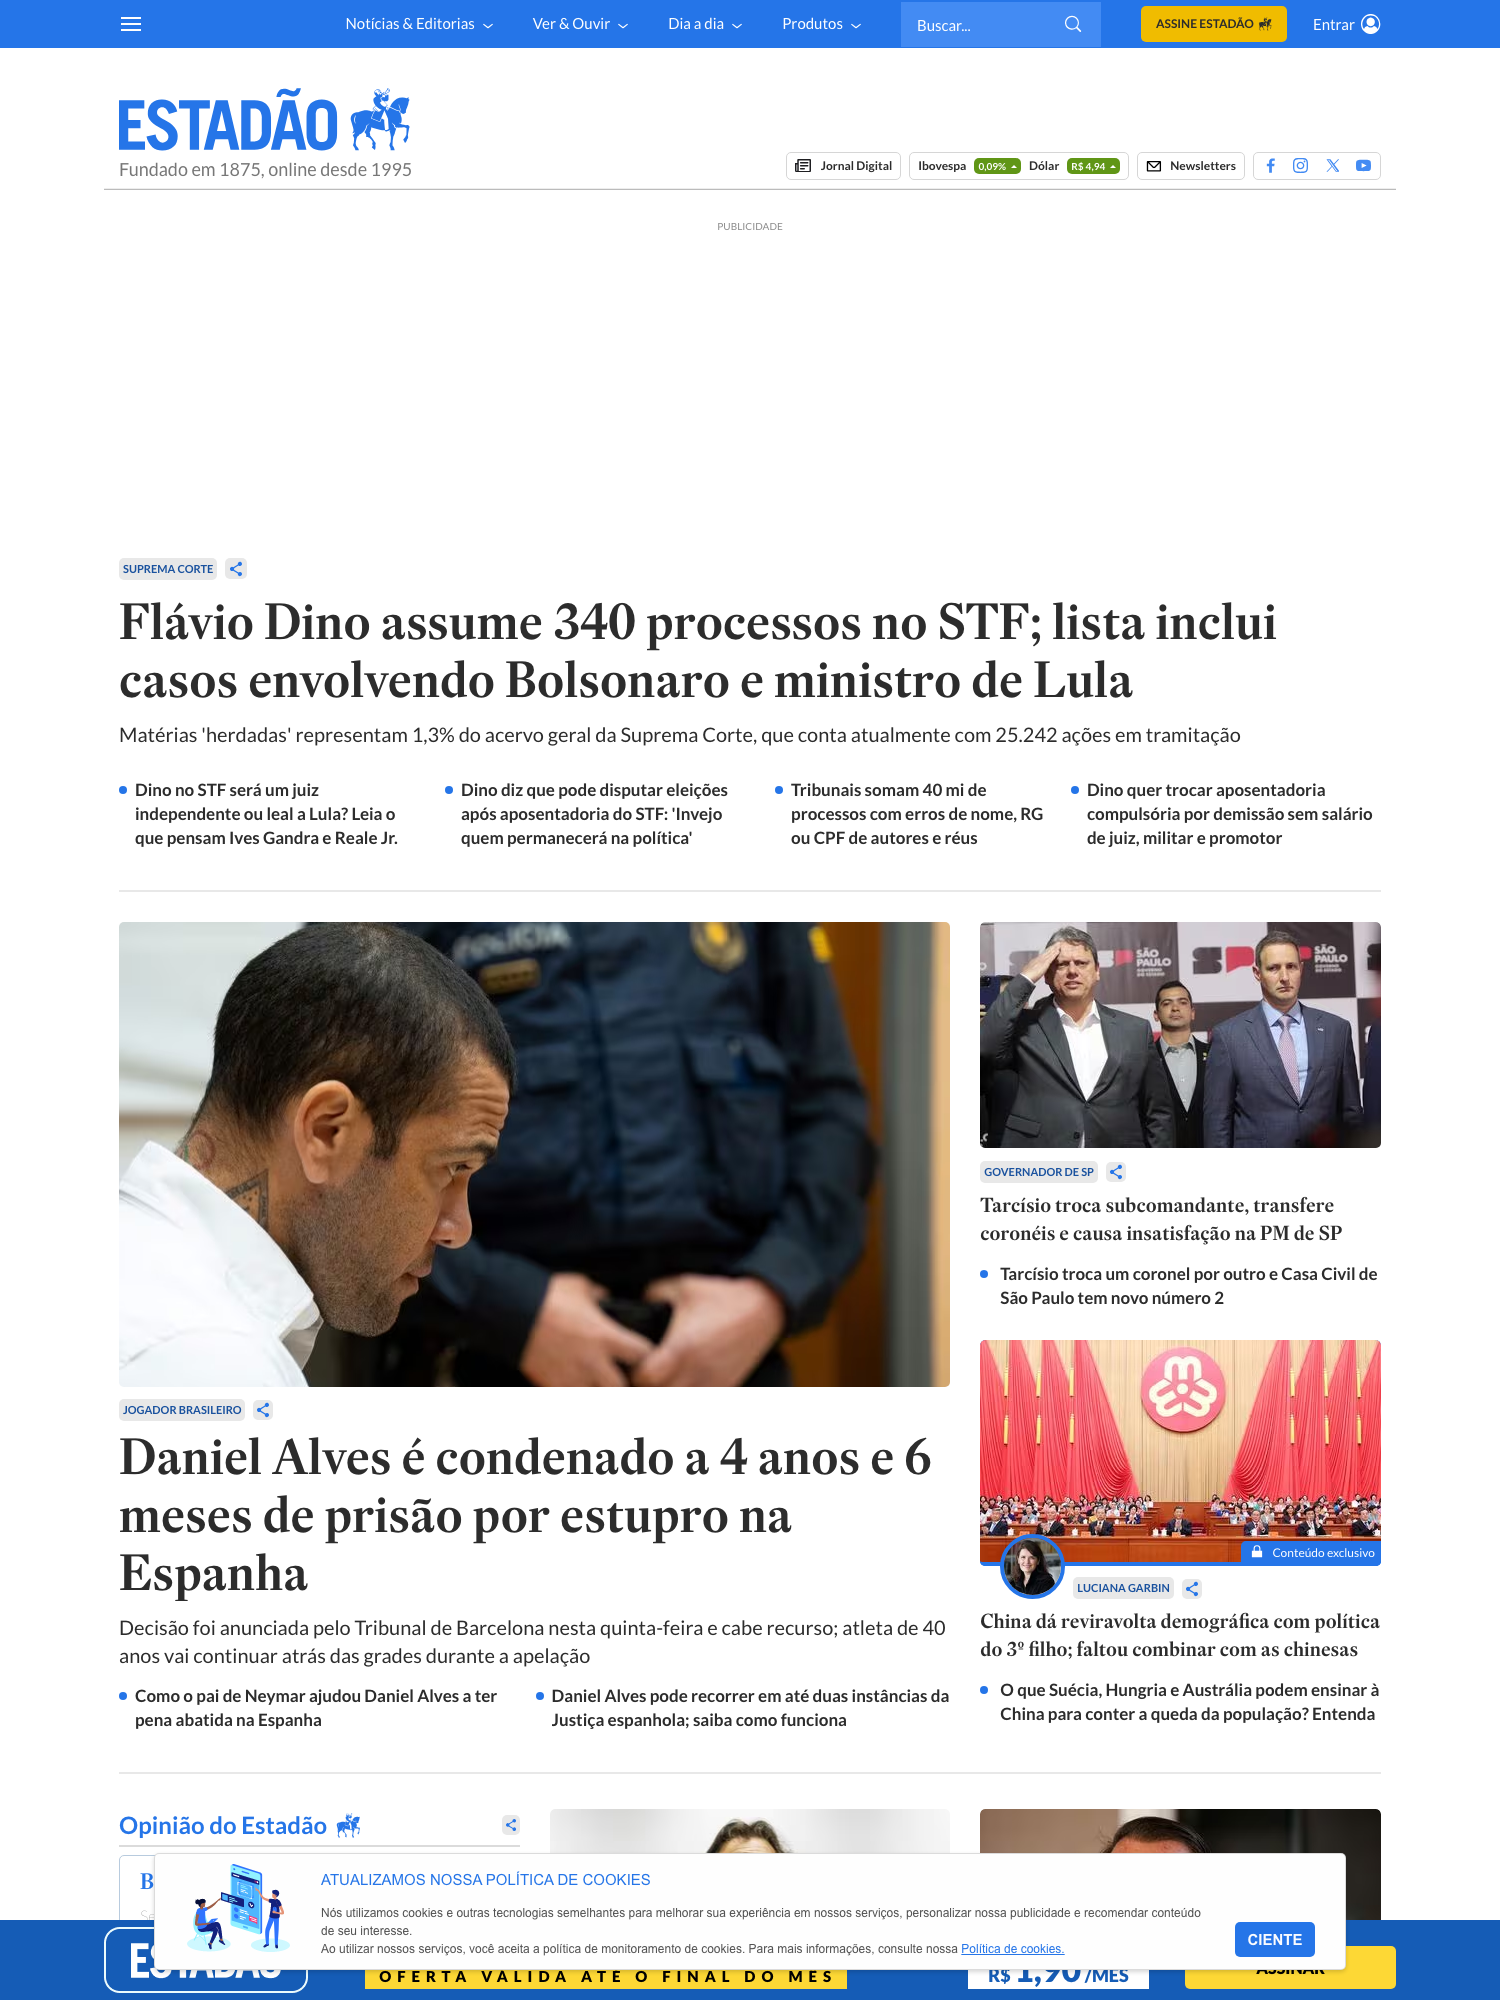 Notícias & Editorias
Ver & Ouvir
Dia a dia
Produtos
Buscar...
ASSINE ESTADÃO
Entrar
ESTADÃO
Fundado em 1875, online desde 1995
Jornal Digital
Ibovespa 0,09% Dólar R$ 4,94
Newsletters
PUBLICIDADE
SUPREMA CORTE
Flávio Dino assume 340 processos no STF; lista inclui
casos envolvendo Bolsonaro e ministro de Lula
Matérias 'herdadas' representam 1,3% do acervo geral da Suprema Corte, que conta atualmente com 25.242 ações em tramitação
Dino no STF será um juiz
independente ou leal a Lula? Leia o
que pensam Ives Gandra e Reale Jr.
Dino diz que pode disputar eleições
após aposentadoria do STF: 'Invejo
quem permanecerá na política'
Tribunais somam 40 mi de
processos com erros de nome, RG
ou CPF de autores e réus
Dino quer trocar aposentadoria
compulsória por demissão sem salário
de juiz, militar e promotor
POLICIA
JOGADOR BRASILEIRO
Daniel Alves é condenado a 4 anos e 6
meses de prisão por estupro na
Espanha
Decisão foi anunciada pelo Tribunal de Barcelona nesta quinta-feira e cabe recurso; atleta de 40
anos vai continuar atrás das grades durante a apelação
Como o pai de Neymar ajudou Daniel Alves a ter
pena abatida na Espanha
Daniel Alves pode recorrer em até duas instâncias da
Justiça espanhola; saiba como funciona
SP SÃO PAULO
GOVERNO DO ESTADO
SP SÃO PAULO
GOVERNO DO ESTADO
GOVERNADOR DE SP
Tarcísio troca subcomandante, transfere
coronéis e causa insatisfação na PM de SP
Tarcísio troca um coronel por outro e Casa Civil de
São Paulo tem novo número 2
Conteúdo exclusivo
LUCIANA GARBIN
China dá reviravolta demográfica com política
do 3º filho; faltou combinar com as chinesas
O que Suécia, Hungria e Austrália podem ensinar à
China para conter a queda da população? Entenda
Opinião do Estadão
B
Se
ATUALIZAMOS NOSSA POLÍTICA DE COOKIES
Nós utilizamos cookies e outras tecnologias semelhantes para melhorar sua experiência em nossos serviços, personalizar nossa publicidade e recomendar conteúdo
de seu interesse.
Ao utilizar nossos serviços, você aceita a política de monitoramento de cookies. Para mais informações, consulte nossa Política de cookies.
CIENTE
ESTADÃO
OFERTA VÁLIDA ATÉ O FINAL DO MÊS
R$ 1,90/MÊS
ASSINAR